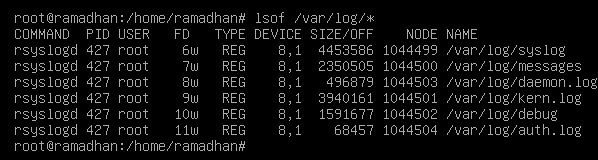 root@ramadhan:/home/ramadhan# lsof /var/log/*
COMMAND  PID USER   FD   TYPE DEVICE SIZE/OFF    NODE NAME
rsyslogd 427 root    6w   REG    8,1  4453586 1044499 /var/log/syslog
rsyslogd 427 root    7w   REG    8,1  2350505 1044500 /var/log/messages
rsyslogd 427 root    8w   REG    8,1   496879 1044503 /var/log/daemon.log
rsyslogd 427 root    9w   REG    8,1  3940161 1044501 /var/log/kern.log
rsyslogd 427 root   10w   REG    8,1  1591677 1044502 /var/log/debug
rsyslogd 427 root   11w   REG    8,1    68457 1044504 /var/log/auth.log
root@ramadhan:/home/ramadhan#